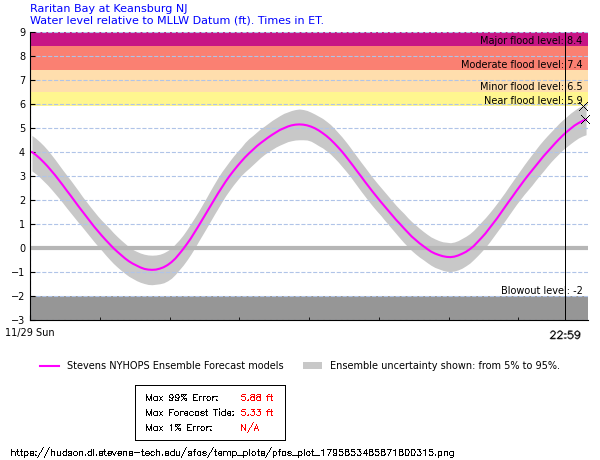 Raritan Bay at Keansburg NJ
Water level relative to MLLW Datum (ft). Times in ET.
9
Major flood level: 8.4
8
Moderate flood level: 7.4
7
Minor flood level: 6.5
Near flood level: 5.9
6
5
4
3
2
1
0
−1
Blowout level: -2
−2
−3
11/29 Sun
22:59
Stevens NYHOPS Ensemble Forecast models
Ensemble uncertainty shown: from 5% to 95%.
Max 99% Error: 5.88 ft
Max Forecast Tide: 5.33 ft
Max 1% Error: N/A
https://hudson.dl.stevens-tech.edu/afos/temp_plots/pfos_plot_1795853485871800315.png